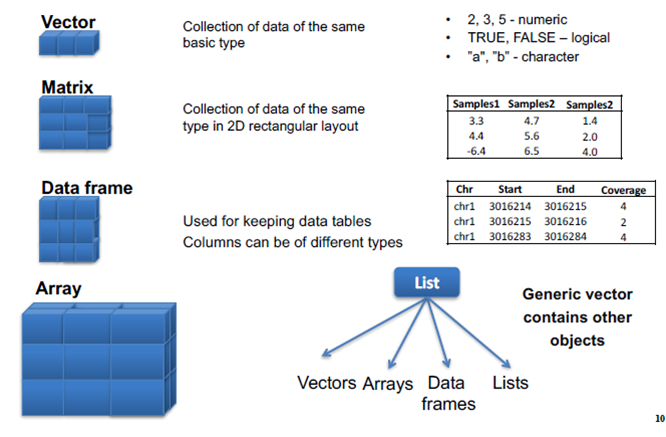 Vector
Collection of data of the same
basic type
• 2, 3, 5 - numeric
• TRUE, FALSE – logical
• "a", "b" - character
Matrix
Collection of data of the same
type in 2D rectangular layout
Samples1 Samples2 Samples2
3.3 4.7 1.4
4.4 5.6 2.0
-6.4 6.5 4.0
Data frame
Used for keeping data tables
Columns can be of different types
Chr Start End Coverage
chr1 3016214 3016215 4
chr1 3016215 3016216 2
chr1 3016283 3016284 4
Array
List
Generic vector
contains other
objects
Vectors Arrays Data Lists
frames
10